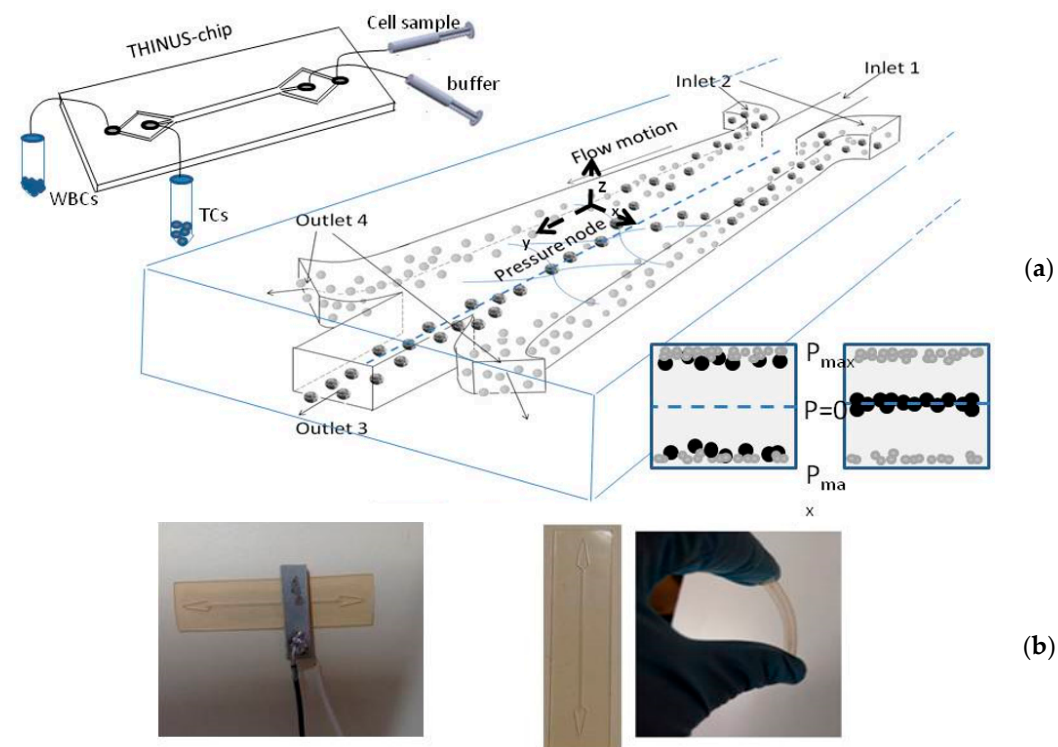 Cell sample
THINUS-chip
buffer
Inlet 1
Inlet 2
Flow motion
WBCs
TCs
z
x
y
Outlet 4
Pressure node
(a)
Pmax
P=0
Outlet 3
Pma
x
(b)